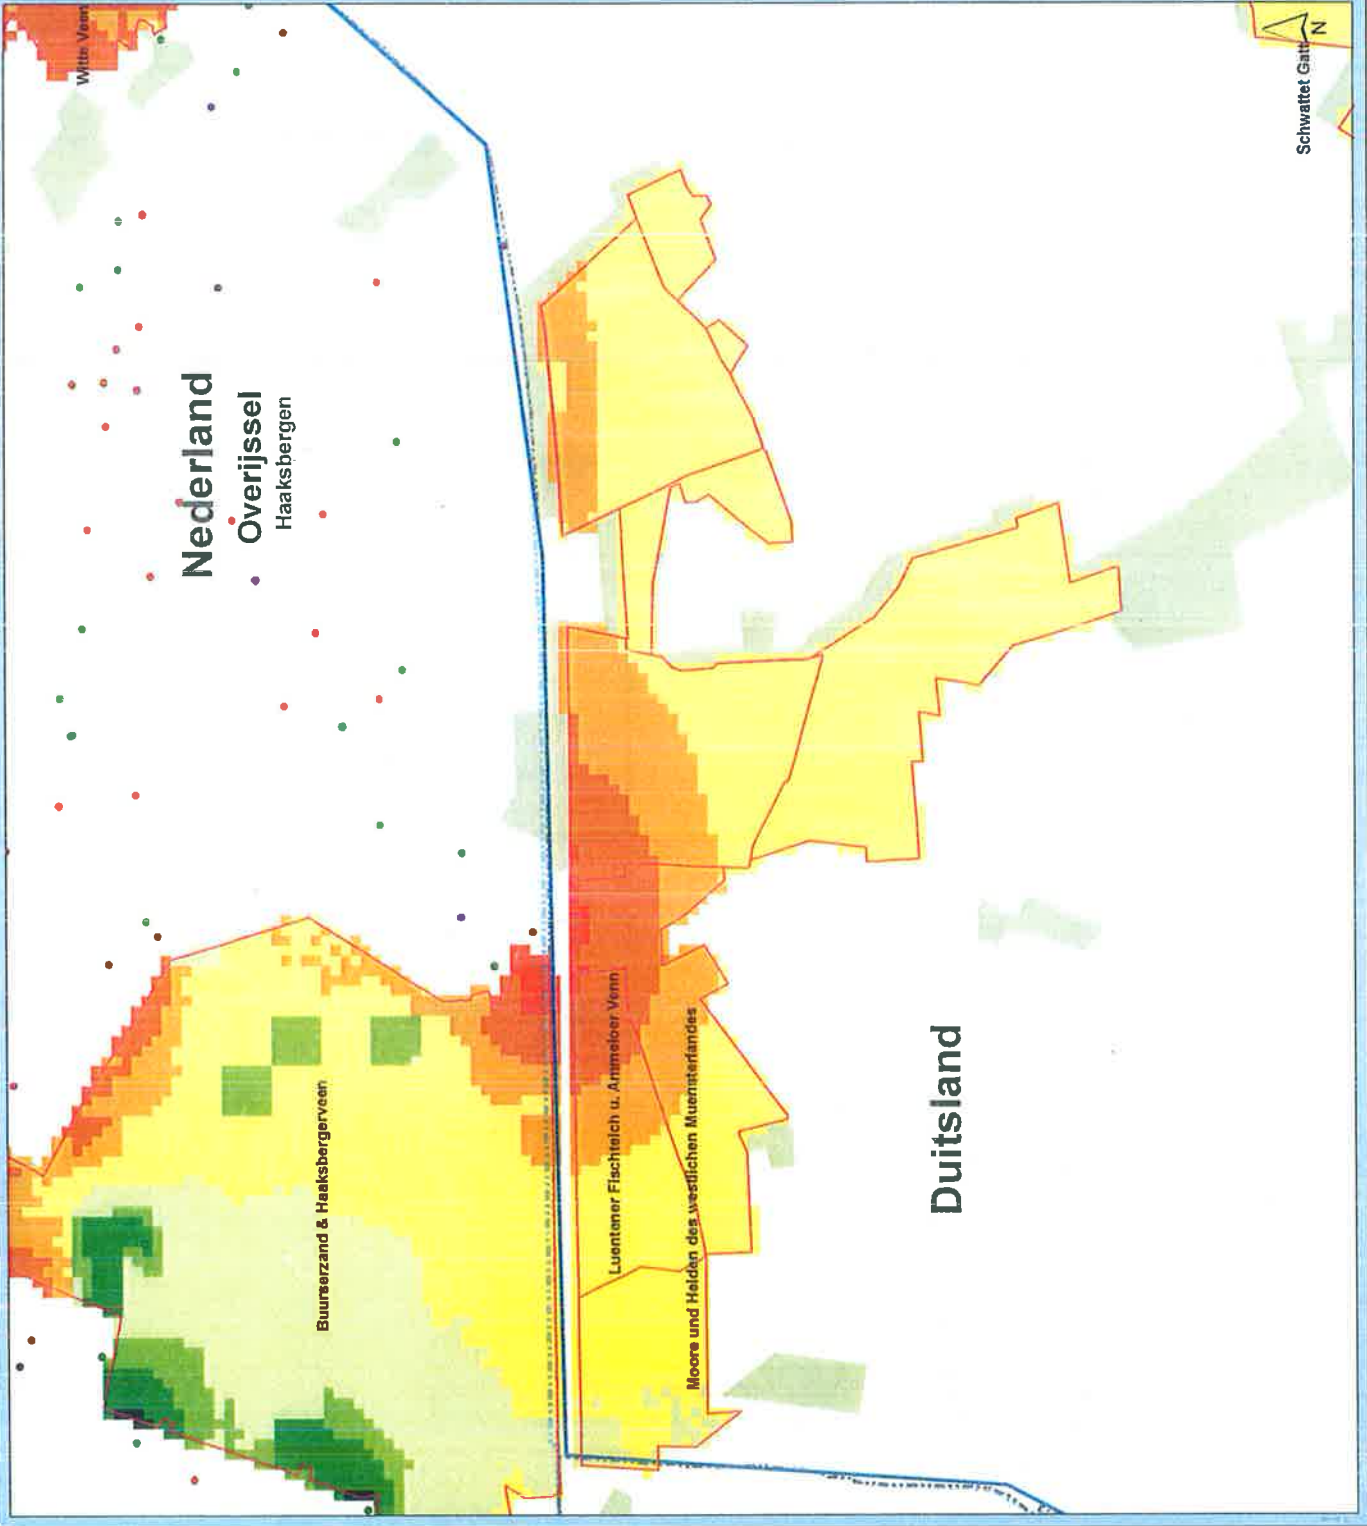 Witte Veen
Nederland
Overijssel
Haaksbergen
Buurserzand & Haaksbergerveen
Luentener Fischteich u. Ammeloer Venn
Moore und Heiden des westlichen Muensterlandes
Duitsland
N
Schwattet Gatt